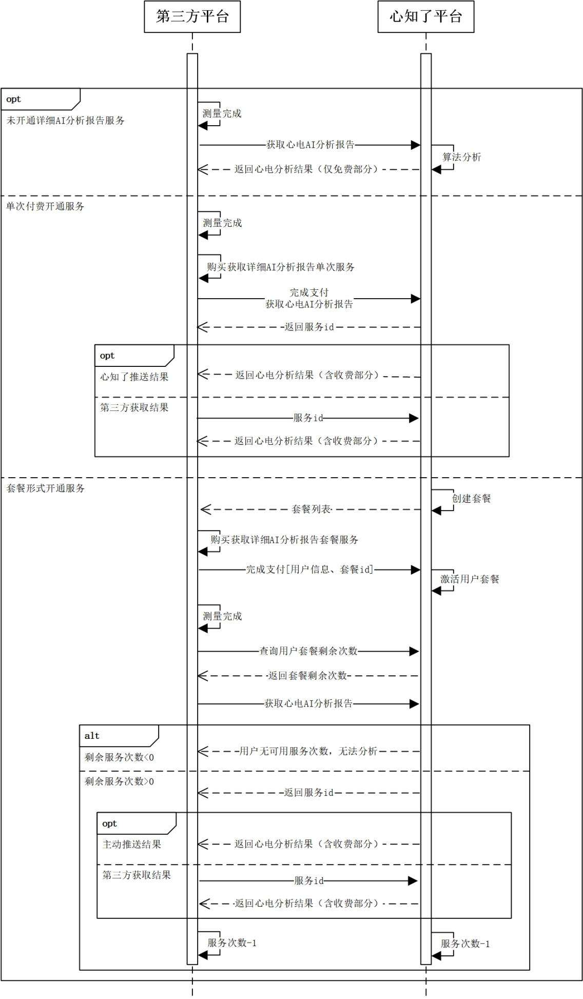 第三方平台
心知了平台
opt
未开通详细AI分析报告服务
测量完成
获取心电AI分析报告
算法分析
返回心电分析结果（仅免费部分）
单次付费开通服务
测量完成
购买获取详细AI分析报告单次服务
完成支付
获取心电AI分析报告
返回服务id
opt
心知了推送结果
返回心电分析结果（含收费部分）
第三方获取结果
服务id
返回心电分析结果（含收费部分）
套餐形式开通服务
创建套餐
套餐列表
购买获取详细AI分析报告套餐服务
完成支付[用户信息、套餐id]
激活用户套餐
测量完成
查询用户套餐剩余次数
返回套餐剩余次数
获取心电AI分析报告
alt
用户无可用服务次数，无法分析
剩余服务次数<0
剩余服务次数>0
返回服务id
opt
主动推送结果
返回心电分析结果（含收费部分）
第三方获取结果
服务id
返回心电分析结果（含收费部分）
服务次数-1
服务次数-1